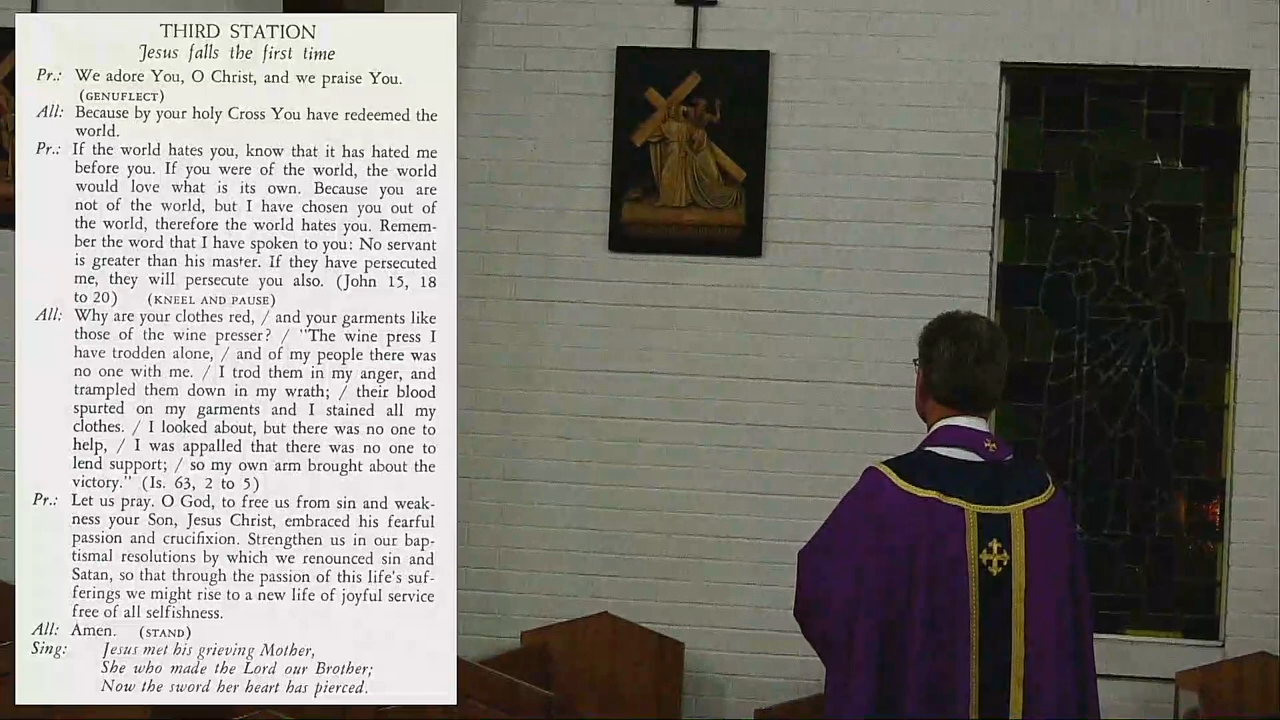 THIRD STATION
Jesus falls the first time
Pr.: We adore You, O Christ, and we praise You.
(GENUFLECT)
All: Because by your holy Cross You have redeemed the
world.
Pr.: If the world hates you, know that it has hated me
before you. If you were of the world, the world
would love what is its own. Because you are
not of the world, but I have chosen you out of
the world, therefore the world hates you. Remem-
ber the word that I have spoken to you: No servant
is greater than his master. If they have persecuted
me, they will persecute you also. (John 15, 18
to 20) (KNEEL AND PAUSE)
All: Why are your clothes red, / and your garments like
those of the wine presser? / "The wine press I
have trodden alone, / and of my people there was
no one with me. / I trod them in my anger, and
trampled them down in my wrath; / their blood
spurted on my garments and I stained all my
clothes. / I looked about, but there was no one to
help, / I was appalled that there was no one to
lend support; / so my own arm brought about the
victory." (Is. 63, 2 to 5)
Pr.: Let us pray. O God, to free us from sin and weak-
ness your Son, Jesus Christ, embraced his fearful
passion and crucifixion. Strengthen us in our bap-
tismal resolutions by which we renounced sin and
Satan, so that through the passion of this life's suf-
ferings we might rise to a new life of joyful service
free of all selfishness.
All: Amen. (STAND)
Sing: Jesus met his grieving Mother,
She who made the Lord our Brother;
Now the sword her heart has pierced.